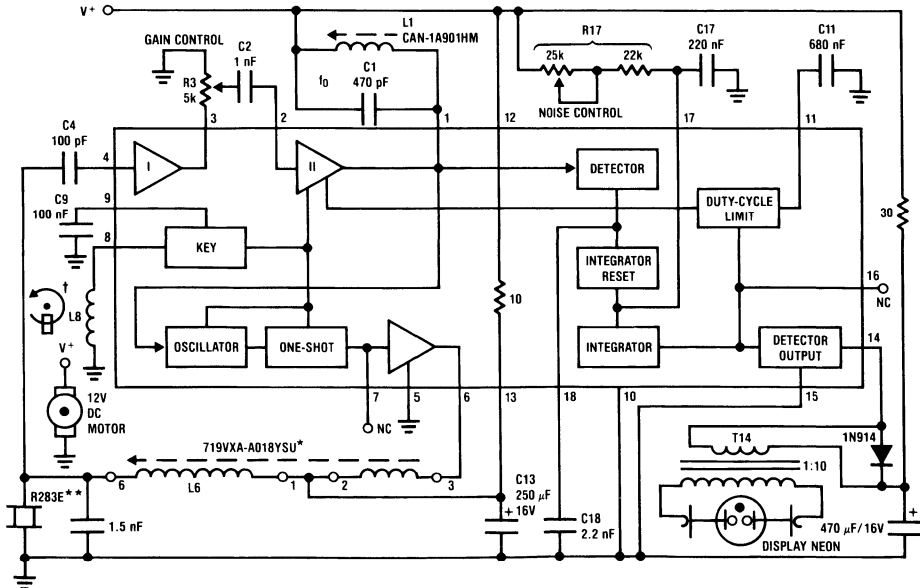 V+
GAIN CONTROL
R3
5k
C2
1 nF
L1
CAN-1A901HM
f0
C1
470 pF
R17
25k
22k
NOISE CONTROL
C17
220 nF
C11
680 nF
C4
100 pF
3
2
1
12
17
11
4
I
II
DETECTOR
DUTY-CYCLE
LIMIT
30
C9
100 nF
9
8
KEY
INTEGRATOR
RESET
10
16
NC
†
L8
V+
OSCILLATOR
ONE-SHOT
INTEGRATOR
DETECTOR
OUTPUT
14
12V
DC
MOTOR
7
5
6
13
18
10
15
NC
719VXA-A018YSU*
6
L6
1
2
3
R283E**
1.5 nF
C13
250 µF
16V
+
C18
2.2 nF
T14
1N914
1:10
DISPLAY NEON
+
470 µF/16V